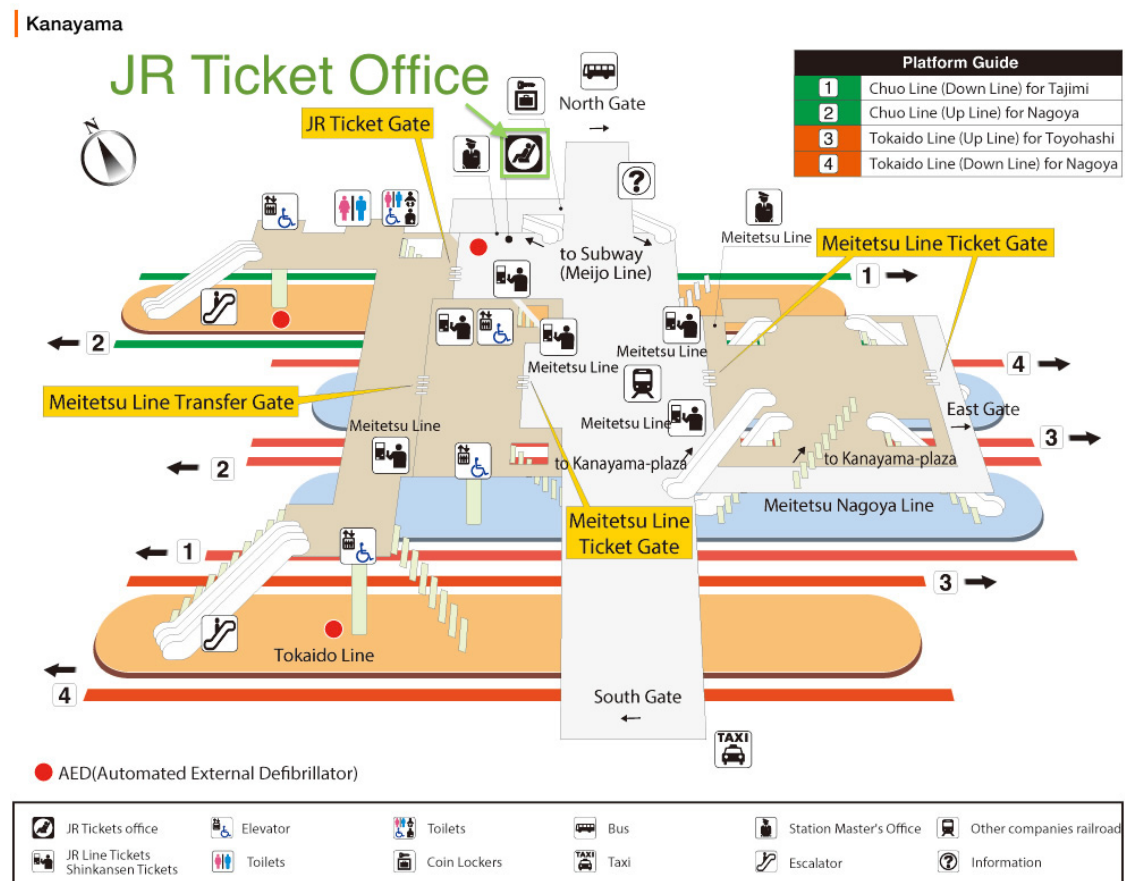 Kanayama
JR Ticket Office
North Gate
JR Ticket Gate
Platform Guide
1 Chuo Line (Down Line) for Tajimi
2 Chuo Line (Up Line) for Nagoya
3 Tokaido Line (Up Line) for Toyohashi
4 Tokaido Line (Down Line) for Nagoya
N
?
Meitetsu Line
Meitetsu Line Ticket Gate
to Subway
(Meijo Line)
1
2
Meitetsu Line
Meitetsu Line
4
Meitetsu Line Transfer Gate
Meitetsu Line
Meitetsu Line
East Gate
3
2
to Kanayama-plaza
to Kanayama-plaza
Meitetsu Nagoya Line
Meitetsu Line
Ticket Gate
1
3
Tokaido Line
4
South Gate
TAXI
AED(Automated External Defibrillator)
JR Tickets office
Elevator
Toilets
Bus
Station Master's Office
Other companies railroad
JR Line Tickets
Shinkansen Tickets
Toilets
Coin Lockers
TAXI
Taxi
Escalator
?
Information